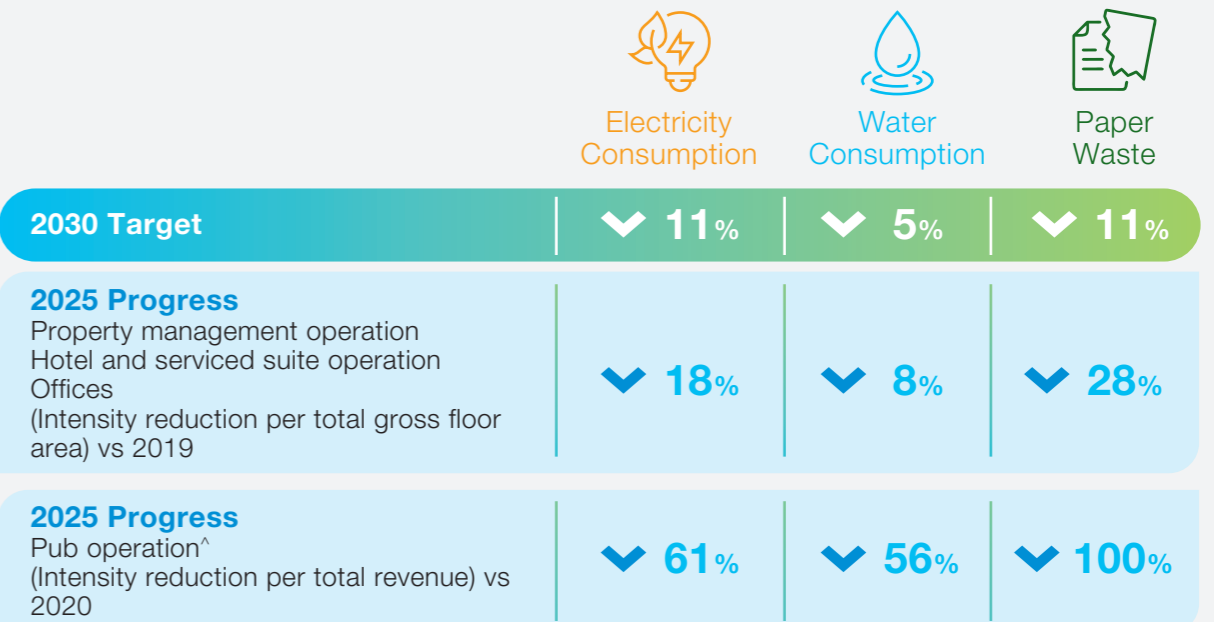 Electricity
Consumption
Water
Consumption
Paper
Waste
2030 Target
11%
5%
11%
2025 Progress
Property management operation
Hotel and serviced suite operation
Offices
(Intensity reduction per total gross floor
area) vs 2019
18%
8%
28%
2025 Progress
Pub operation^
(Intensity reduction per total revenue) vs
2020
61%
56%
100%